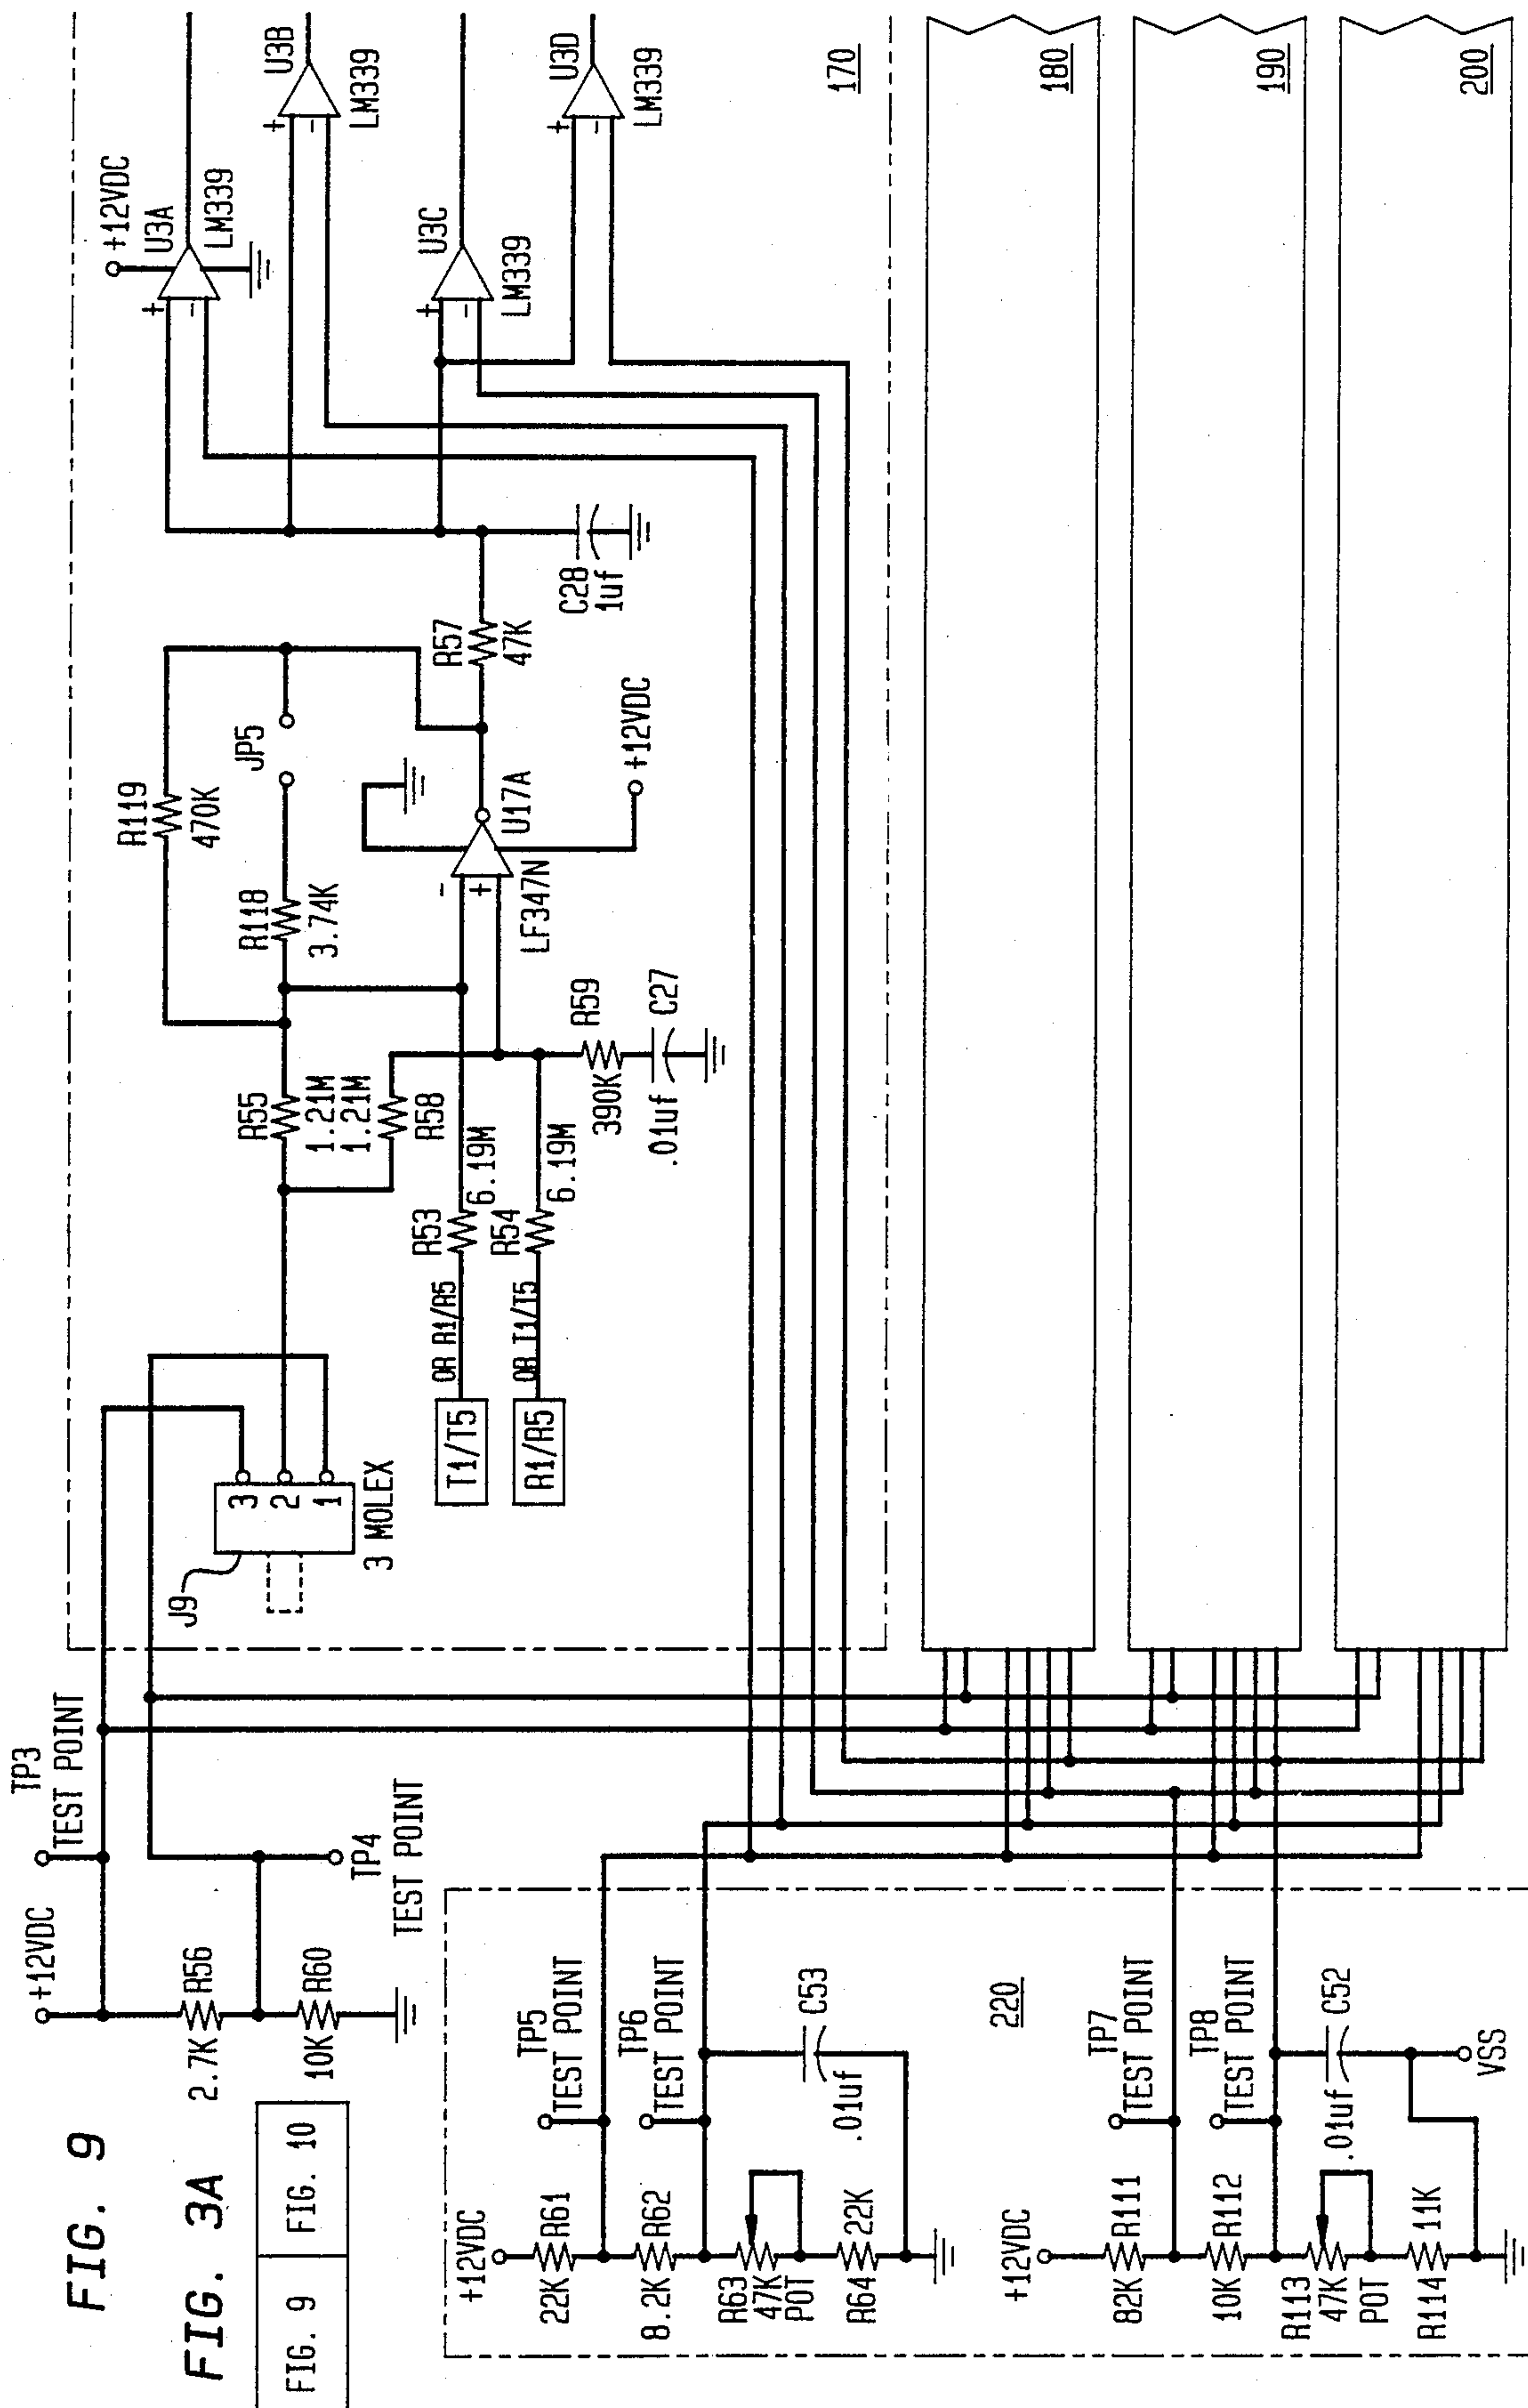 FIG. 9
FIG. 3A
FIG. 9
FIG. 10
+12VDC
TP3
TEST POINT
2.7K
R56
10K
R60
TP4
TEST POINT
+12VDC
22K
R61
TP5
TEST POINT
8.2K
R62
TP6
TEST POINT
R63
47K
POT
R64
22K
.01uf
C53
220
+12VDC
82K
R111
TP7
TEST POINT
10K
R112
TP8
TEST POINT
R113
47K
POT
R114
11K
.01uf
C52
VSS
J9
3
2
1
3 MOLEX
T1/T5
OR R1/R5
R1/R5
OR T1/T5
R53
6.19M
R54
6.19M
R55
1.21M
1.21M
R58
R59
390K
C27
.01uf
R119
470K
R118
3.74K
JP5
-
+
LF347N
U17A
+12VDC
R57
47K
C28
1uf
+12VDC
U3A
+
-
LM339
U3B
+
-
LM339
U3C
+
-
LM339
U3D
+
-
LM339
170
180
190
200